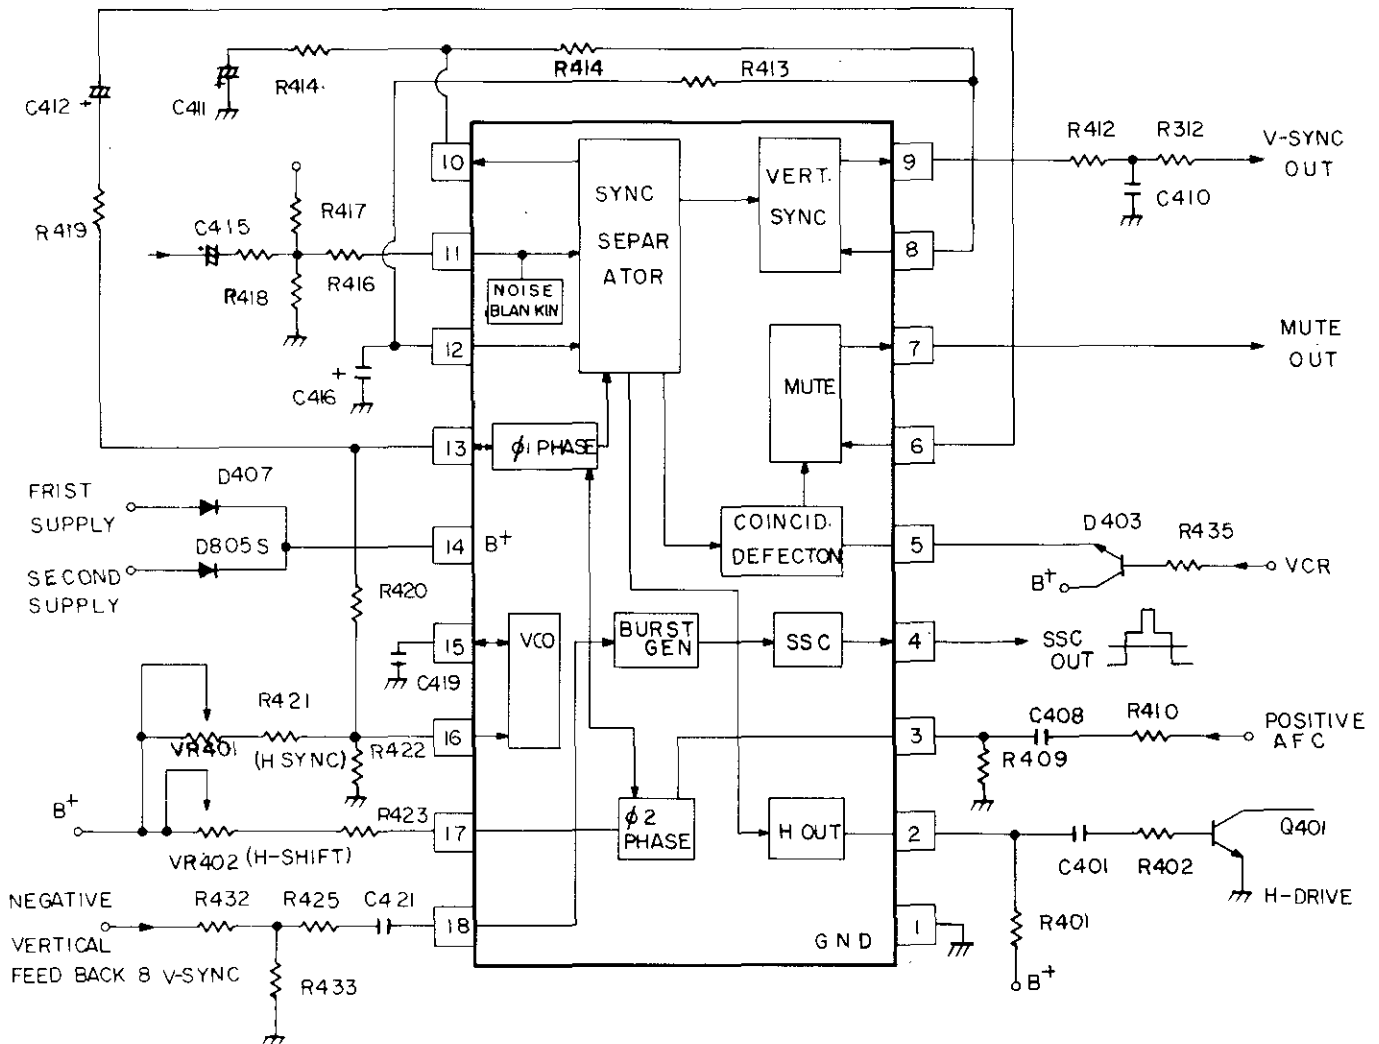 R414
R414
R413
C412
+
C411
+
10
SYNC
SEPAR
ATOR
VERT.
SYNC
9
R412
R312
V-SYNC
OUT
C410
R419
C415
+
R417
R418
R416
11
NOISE
BLAN KIN
8
12
+
C416
MUTE
7
MUTE
OUT
13
ϕ1 PHASE
6
D407
FRIST
SUPPLY
D805S
SECOND
SUPPLY
14
B+
COINCID.
DEFECTON
5
D403
R435
B+
VCR
R420
15
C419
VCO
BURST
GEN
SSC
4
SSC
OUT
VR401
R421
(H SYNC)
R422
16
3
C408
R410
POSITIVE
AFC
R409
B+
VR402
(H-SHIFT)
R423
17
ϕ2
PHASE
H OUT
2
C401
R402
Q401
H-DRIVE
R401
B+
NEGATIVE
VERTICAL
FEED BACK 8 V-SYNC
R432
R425
C421
R433
18
GND
1